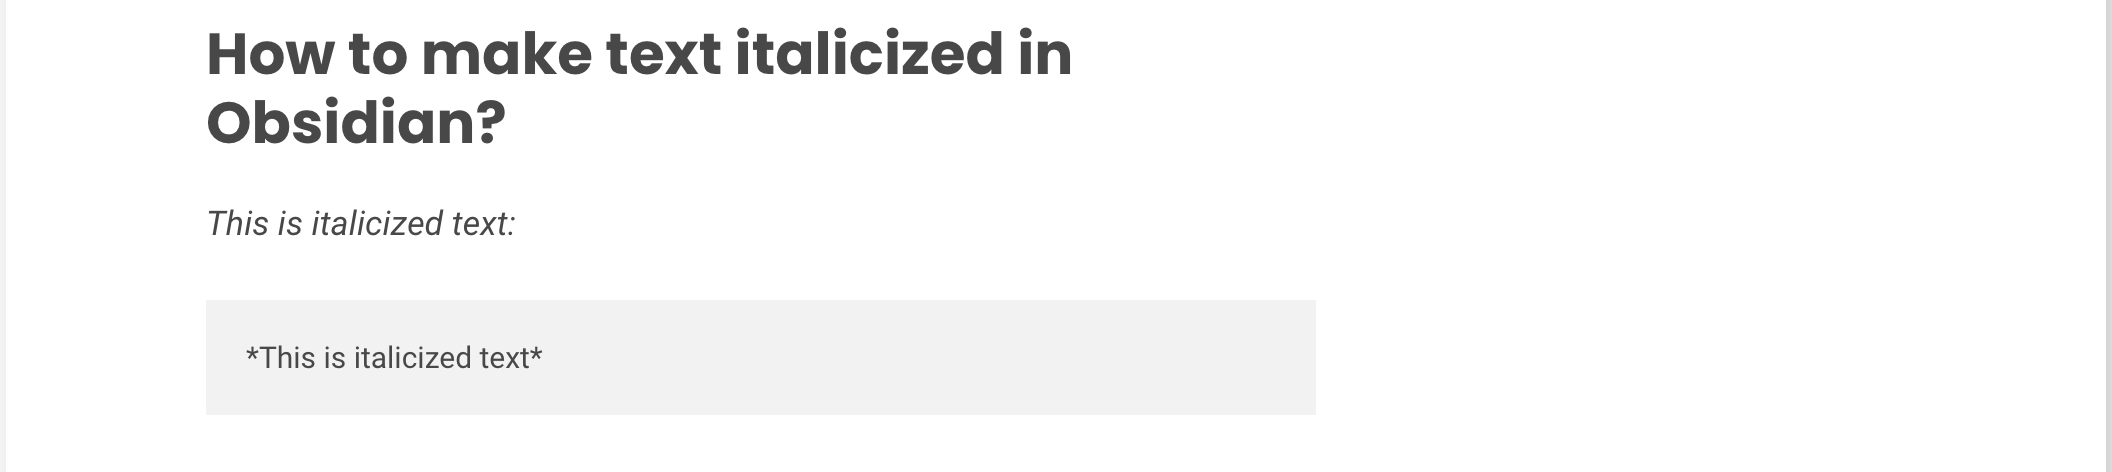 How to make text italicized in
Obsidian?
This is italicized text:
*This is italicized text*